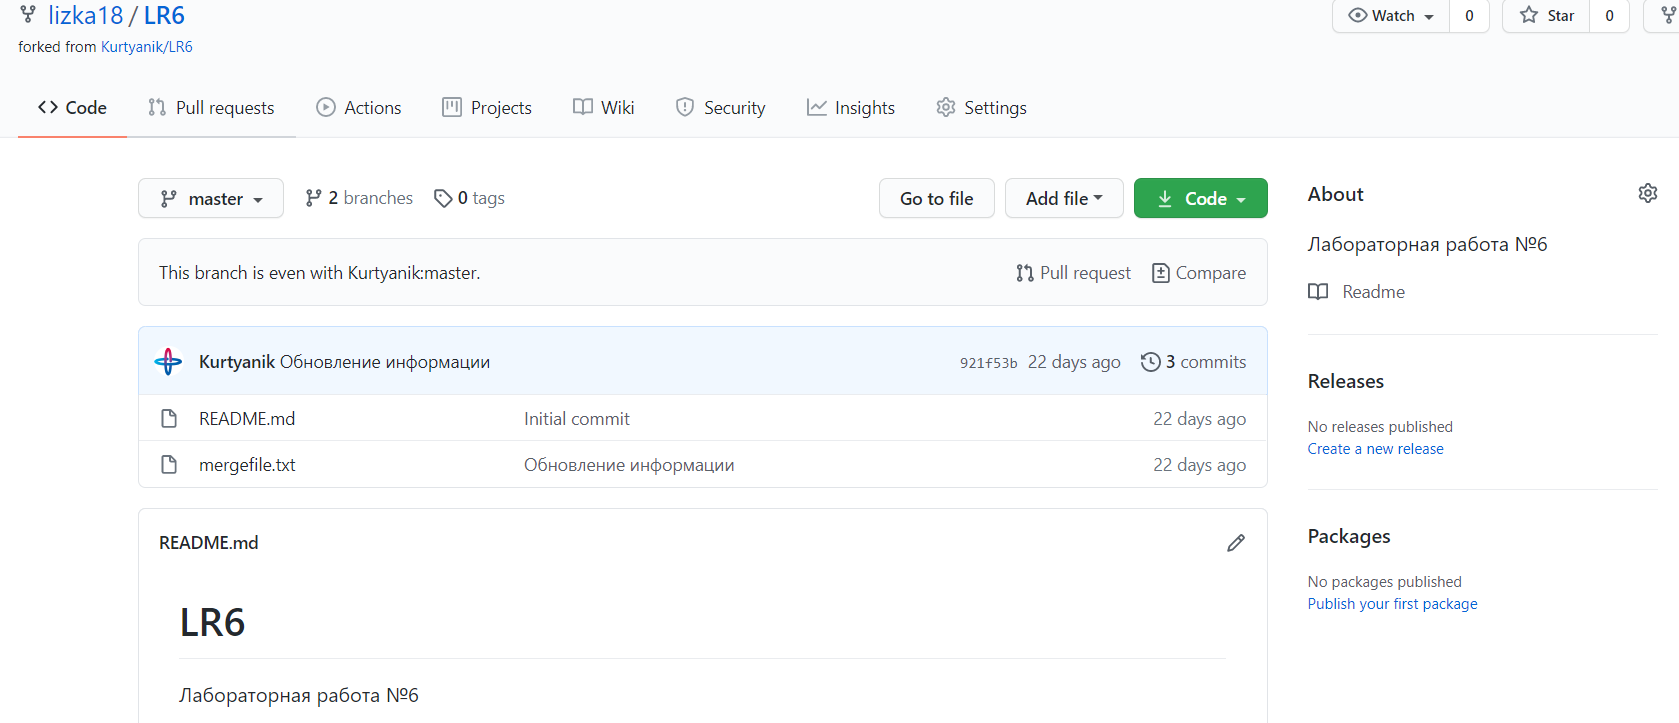 lizka18 / LR6
Watch 0 Star 0
forked from Kurtyanik/LR6
Code Pull requests Actions Projects Wiki Security Insights Settings
master 2 branches 0 tags Go to file Add file Code
About
Лабораторная работа №6
Readme
This branch is even with Kurtyanik:master. Pull request Compare
Kurtyanik Обновление информации 921f53b 22 days ago 3 commits
README.md Initial commit 22 days ago
mergefile.txt Обновление информации 22 days ago
Releases
No releases published
Create a new release
Packages
No packages published
Publish your first package
README.md
LR6
Лабораторная работа №6